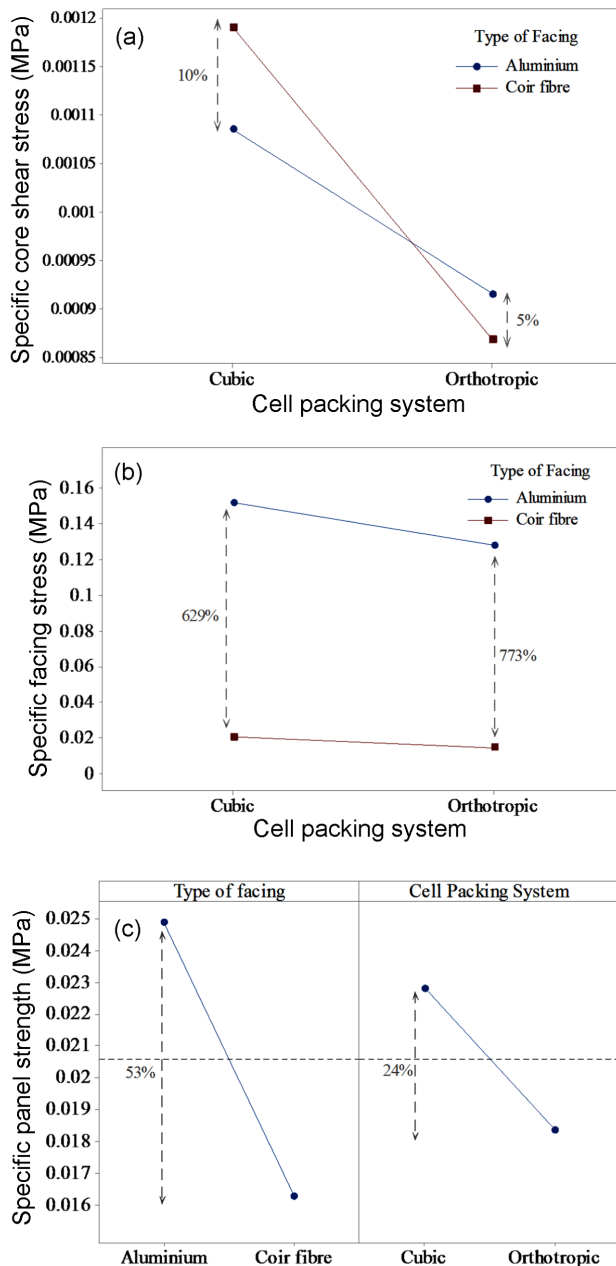 (a)
Type of Facing
Aluminium
Coir fibre
Specific core shear stress (MPa)
0.0012
0.00115
0.0011
0.00105
0.001
0.00095
0.0009
0.00085
10%
5%
Cubic
Orthotropic
Cell packing system
(b)
Type of Facing
Aluminium
Coir fibre
Specific facing stress (MPa)
0.16
0.14
0.12
0.1
0.08
0.06
0.04
0.02
0
629%
773%
Cubic
Orthotropic
Cell packing system
Type of facing
Cell Packing System
(c)
Specific panel strength (MPa)
0.025
0.024
0.023
0.022
0.021
0.02
0.019
0.018
0.017
0.016
53%
24%
Aluminium
Coir fibre
Cubic
Orthotropic